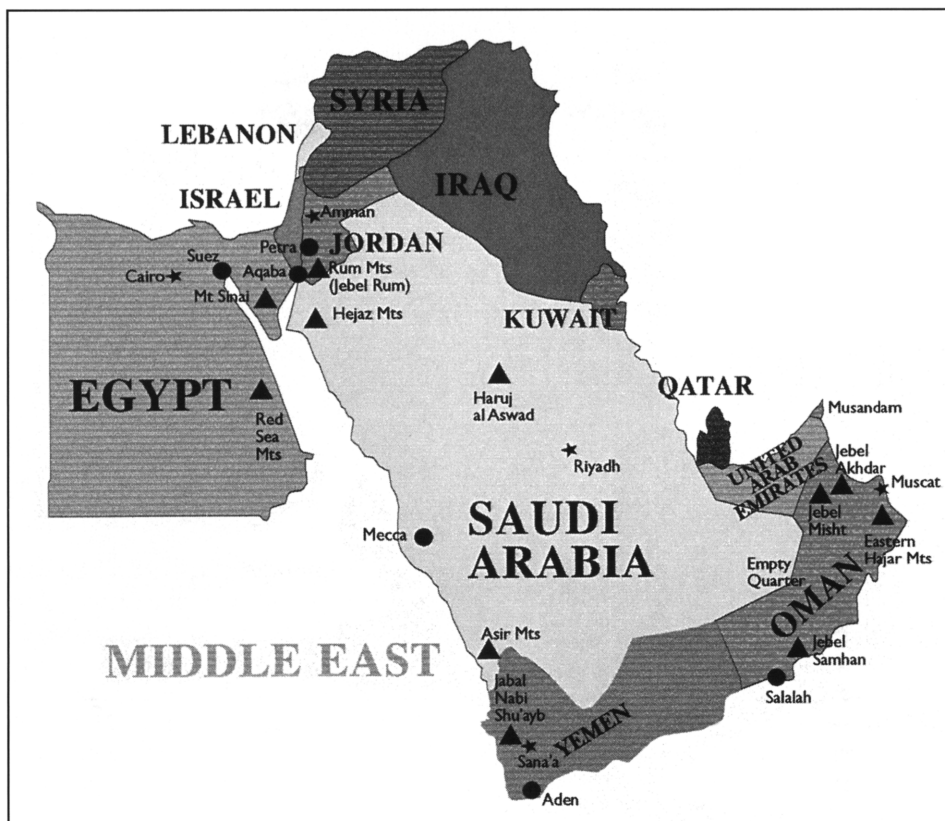 SYRIA
LEBANON
IRAQ
ISRAEL
Amman
Petra
JORDAN
Suez
Cairo
Aqaba
Rum Mts
(Jebel Rum)
Mt Sinai
Hejaz Mts
KUWAIT
EGYPT
Red
Sea
Mts
Haruj
al Aswad
QATAR
Musandam
Riyadh
UNITED
ARAB
EMIRATES
Jebel
Akhdar
Muscat
Jebel
Misht
Eastern
Hajar Mts
Mecca
SAUDI
ARABIA
Empty
Quarter
OMAN
Asir Mts
MIDDLE EAST
Jebel
Samhan
Salalah
Jabal
Nabi
Shu'ayb
YEMEN
Sana'a
Aden